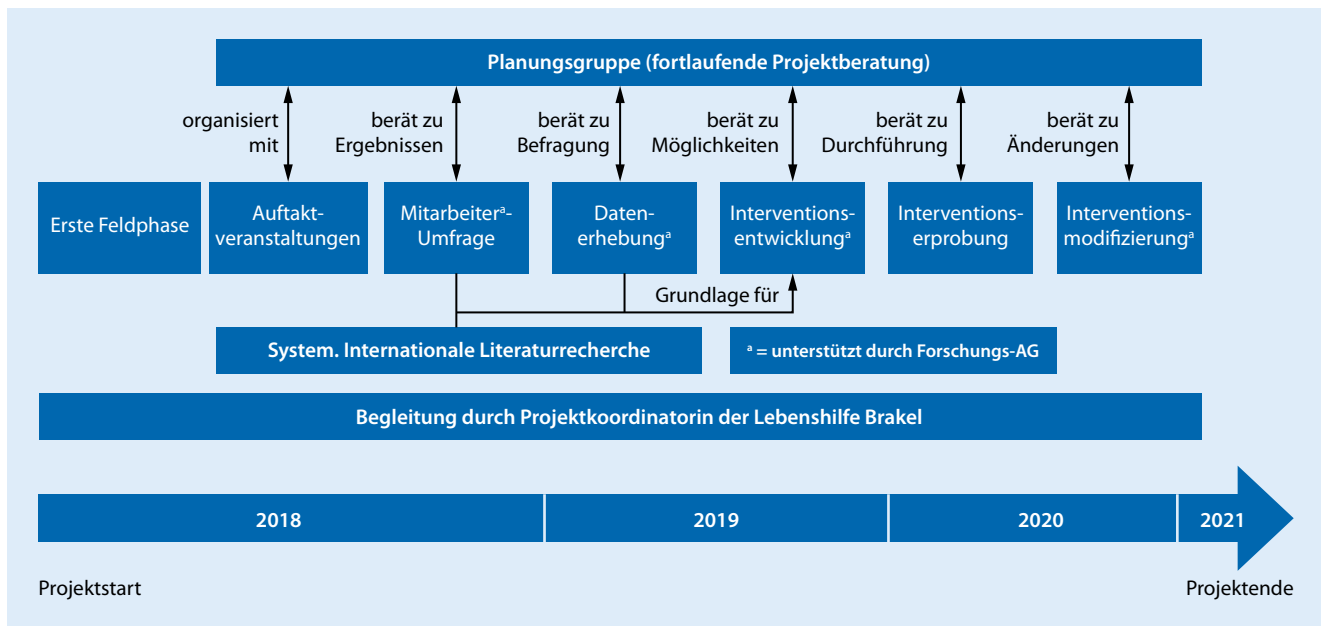 Planungsgruppe (fortlaufende Projektberatung)
organisiert
mit
berät zu
Ergebnissen
berät zu
Befragung
berät zu
Möglichkeiten
berät zu
Durchführung
berät zu
Änderungen
Erste Feldphase
Auftakt-
veranstaltungen
Mitarbeiterᵃ-
Umfrage
Daten-
erhebungᵃ
Interventions-
entwicklungᵃ
Interventions-
erprobung
Interventions-
modifizierungᵃ
Grundlage für
System. Internationale Literaturrecherche
ᵃ = unterstützt durch Forschungs-AG
Begleitung durch Projektkoordinatorin der Lebenshilfe Brakel
2018
2019
2020
2021
Projektstart
Projektende